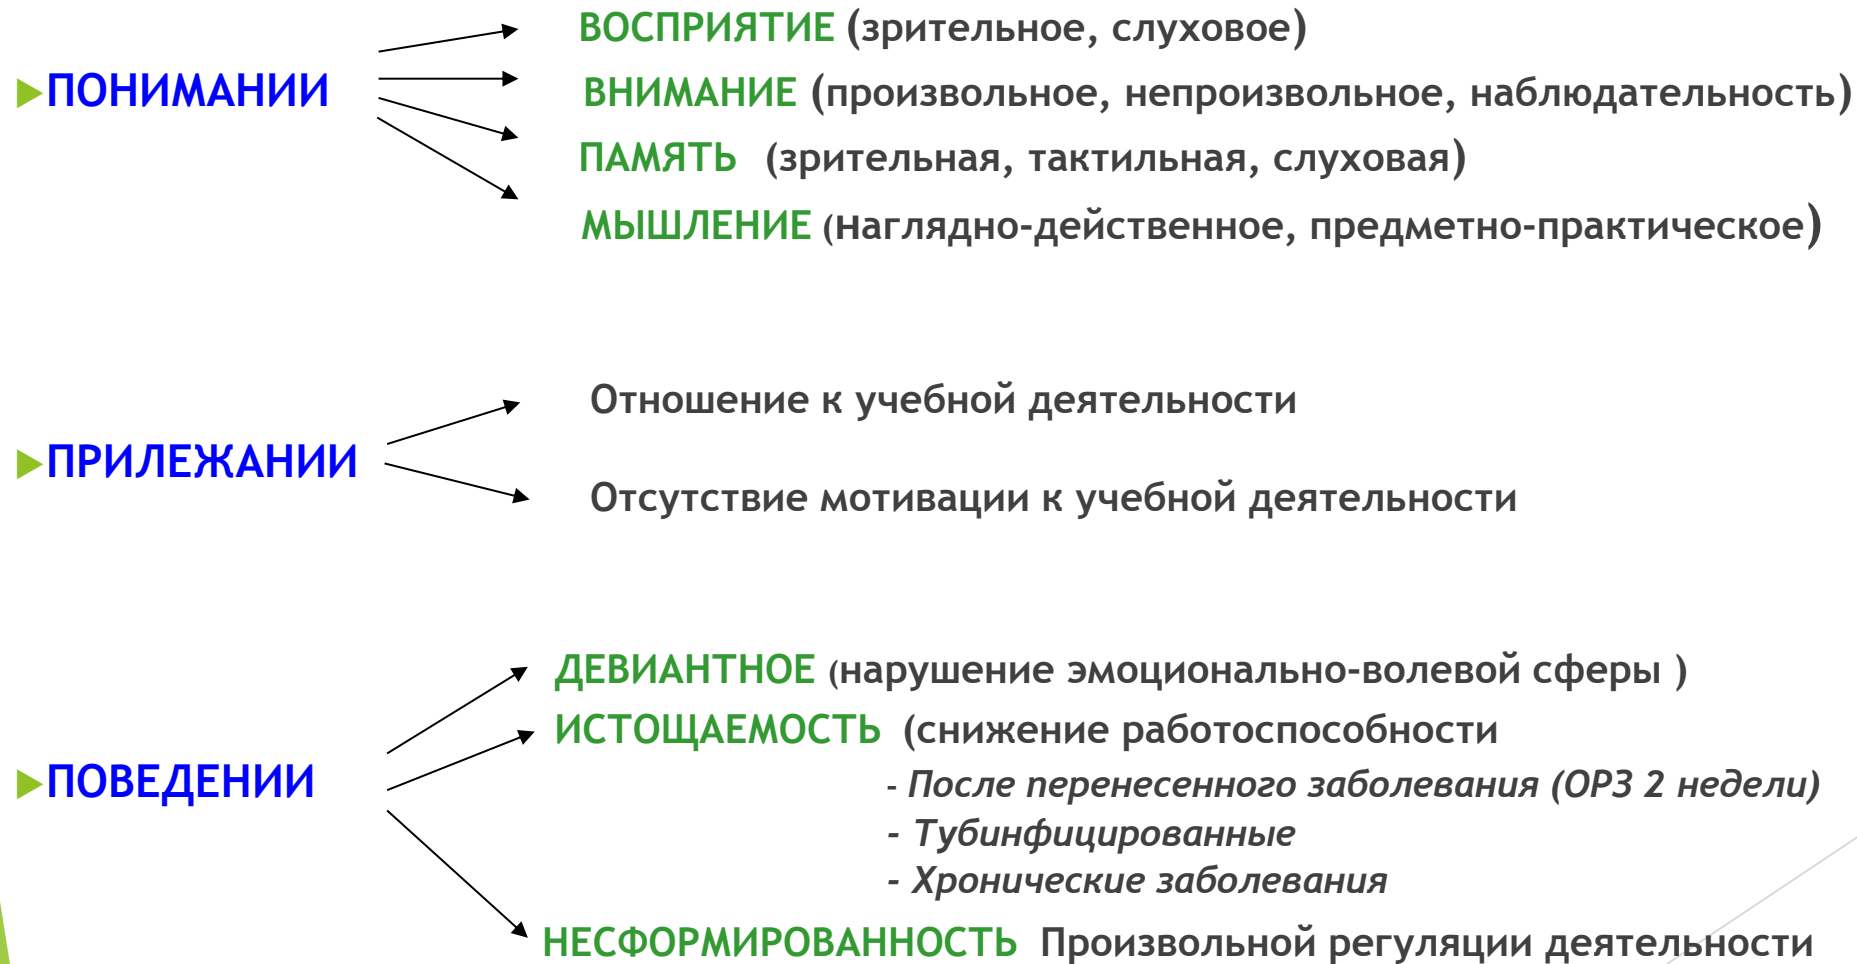 ВОСПРИЯТИЕ (зрительное, слуховое)
ПОНИМАНИИ
ВНИМАНИЕ (произвольное, непроизвольное, наблюдательность)
ПАМЯТЬ (зрительная, тактильная, слуховая)
МЫШЛЕНИЕ (наглядно-действенное, предметно-практическое)
Отношение к учебной деятельности
ПРИЛЕЖАНИИ
Отсутствие мотивации к учебной деятельности
ДЕВИАНТНОЕ (нарушение эмоционально-волевой сферы )
ИСТОЩАЕМОСТЬ (снижение работоспособности
ПОВЕДЕНИИ
- После перенесенного заболевания (ОРЗ 2 недели)
- Тубинфицированные
- Хронические заболевания
НЕСФОРМИРОВАННОСТЬ Произвольной регуляции деятельности